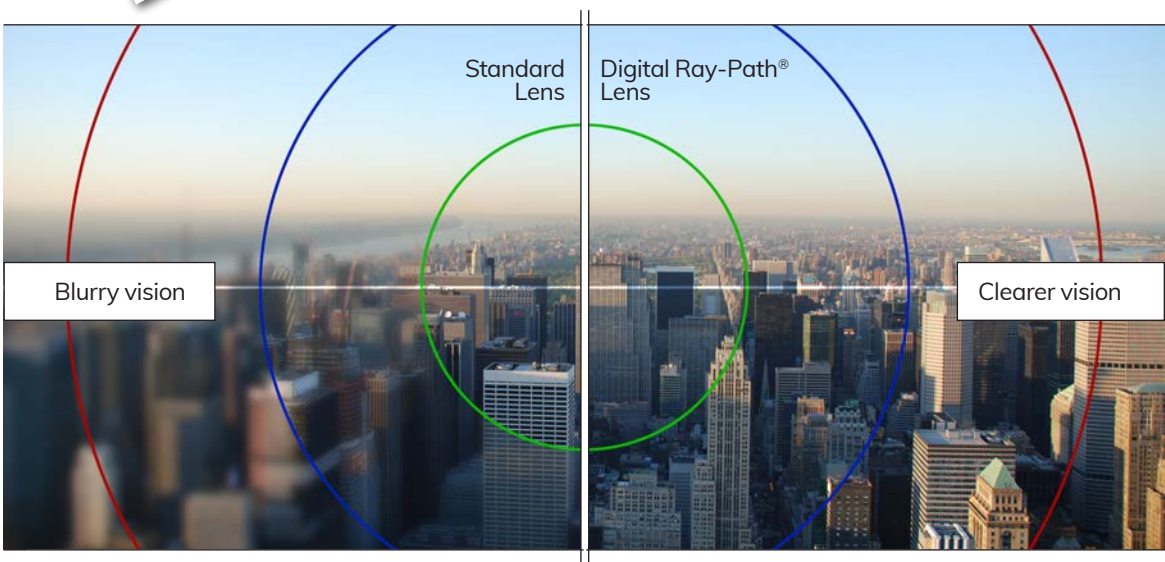 Standard
Lens
Digital Ray-Path®
Lens
Blurry vision
Clearer vision